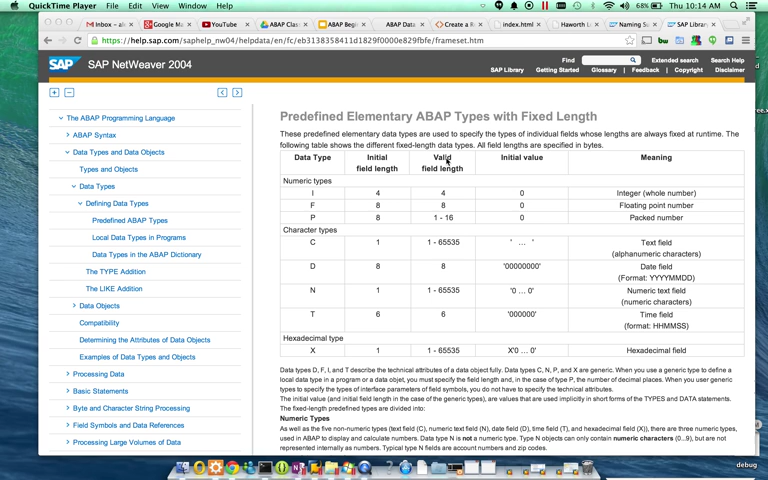 QuickTime Player File Edit View Window Help 68% Thu 10:14 AM
Inbox – al Google Ma YouTube ABAP Class ABAP Begi ABAP Data Create a R index.html Haworth L Naming Su SAP Library
https://help.sap.com/saphelp_nw04/helpdata/en/fc/eb3138358411d1829f0000e829fbfe/frameset.htm
SAP SAP NetWeaver 2004
Find Extended search Search Help
SAP Library Getting Started Glossary | Feedback | Copyright Disclaimer
The ABAP Programming Language
ABAP Syntax
Data Types and Data Objects
Types and Objects
Data Types
Defining Data Types
Predefined ABAP Types
Local Data Types in Programs
Data Types in the ABAP Dictionary
The TYPE Addition
The LIKE Addition
Data Objects
Compatibility
Determining the Attributes of Data Objects
Examples of Data Types and Objects
Processing Data
Basic Statements
Byte and Character String Processing
Field Symbols and Data References
Processing Large Volumes of Data
Predefined Elementary ABAP Types with Fixed Length
These predefined elementary data types are used to specify the types of individual fields whose lengths are always fixed at runtime. The
following table shows the different fixed-length data types. All field lengths are specified in bytes.
Data Type Initial field length Valid field length Initial value Meaning
Numeric types
I 4 4 0 Integer (whole number)
F 8 8 0 Floating point number
P 8 1 - 16 0 Packed number
Character types
C 1 1 - 65535 ' … ' Text field
(alphanumeric characters)
D 8 8 '00000000' Date field
(Format: YYYYMMDD)
N 1 1 - 65535 '0 … 0' Numeric text field
(numeric characters)
T 6 6 '000000' Time field
(format: HHMMSS)
Hexadecimal type
X 1 1 - 65535 X'0 … 0' Hexadecimal field
Data types D, F, I, and T describe the technical attributes of a data object fully. Data types C, N, P, and X are generic. When you use a generic type to define a
local data type in a program or a data objet, you must specify the field length and, in the case of type P, the number of decimal places. When you user generic
types to specify the types of interface parameters of field symbols, you do not have to specify the technical attributes.
The initial value (and initial field length in the case of the generic types), are values that are used implicitly in short forms of the TYPES and DATA statements.
The fixed-length predefined types are divided into:
Numeric Types
As well as the five non-numeric types (text field (C), numeric text field (N), date field (D), time field (T), and hexadecimal field (X)), there are three numeric types,
used in ABAP to display and calculate numbers. Data type N is not a numeric type. Type N objects can only contain numeric characters (0...9), but are not
represented internally as numbers. Typical type N fields are account numbers and zip codes.
debug